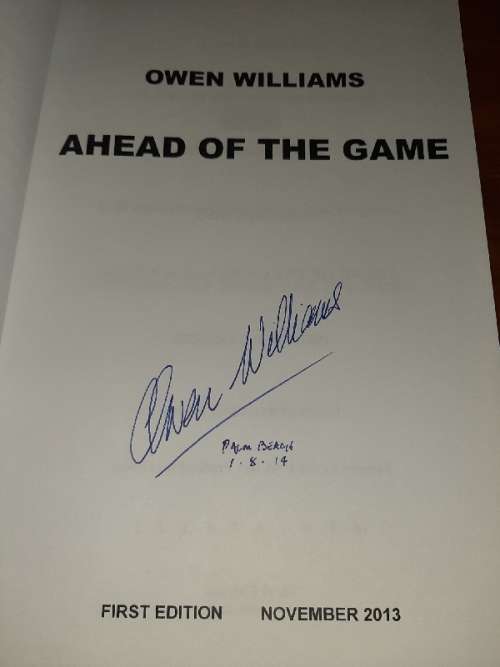 OWEN WILLIAMS
AHEAD OF THE GAME
Owen Williams
PALM BEACH
1.8.14
FIRST EDITION NOVEMBER 2013